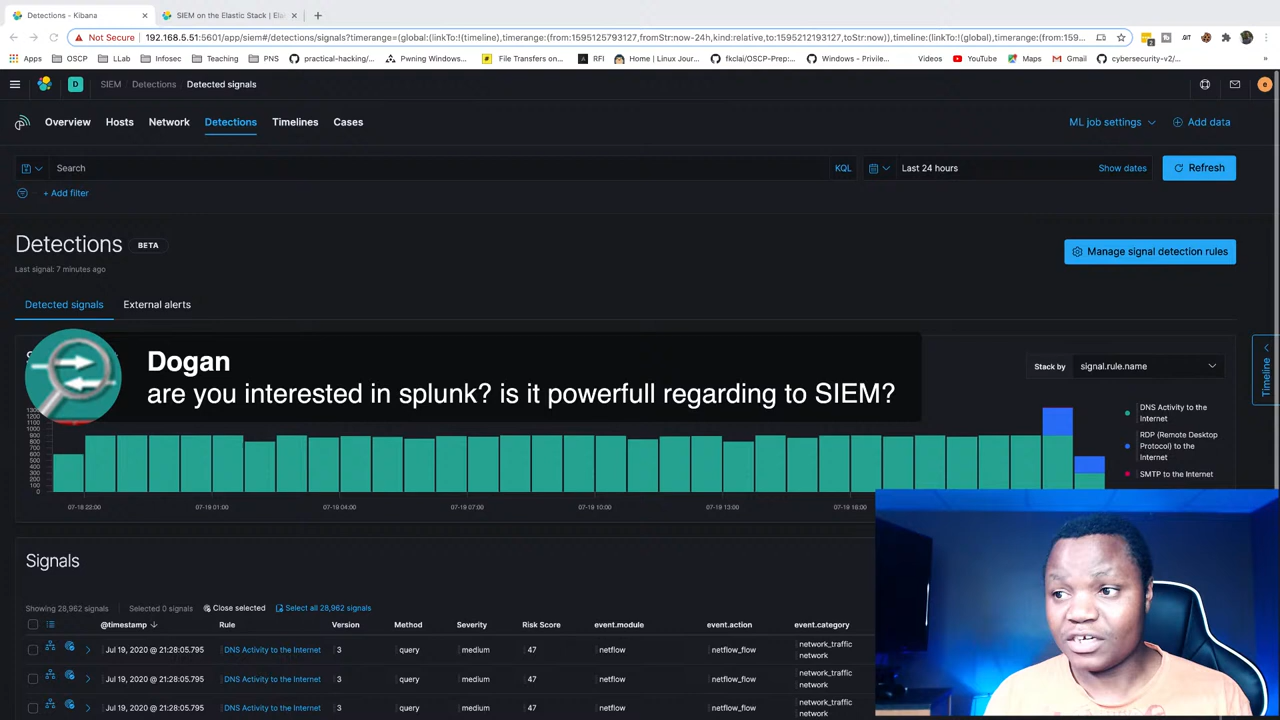 Detections - Kibana
SIEM on the Elastic Stack | Ela
Not Secure
192.168.5.51:5601/app/siem#/detections/signals?timerange=(global:(linkTo:!(timeline),timerange:(from:1595125793127,fromStr:now-24h,kind:relative,to:1595212193127,toStr:now)),timeline:(linkTo:!(global),timerange:(from:1595125793127,fromStr:...
Apps
OSCP
LLab
Infosec
Teaching
PNS
practical-hacking/...
Pwning Windows...
File Transfers on...
RFI
Home | Linux Jour...
fkclai/OSCP-Prep:...
Windows - Privile...
Videos
YouTube
Maps
Gmail
cybersecurity-v2/...
D
SIEM
Detections
Detected signals
e
Overview
Hosts
Network
Detections
Timelines
Cases
ML job settings
Add data
Search
KQL
Last 24 hours
Show dates
Refresh
+ Add filter
Detections
BETA
Manage signal detection rules
Last signal: 7 minutes ago
Detected signals
External alerts
Dogan
are you interested in splunk? is it powerfull regarding to SIEM?
Stack by
signal.rule.name
Timeline
1000
900
800
700
600
500
400
300
200
100
0
DNS Activity to the
Internet
RDP (Remote Desktop
Protocol) to the
Internet
SMTP to the Internet
07-18 22:00
07-19 01:00
07-19 04:00
07-19 07:00
07-19 10:00
07-19 13:00
07-19 16:00
Signals
Showing 28,962 signals
Selected 0 signals
Close selected
Select all 28,962 signals
@timestamp
Rule
Version
Method
Severity
Risk Score
event.module
event.action
event.category
Jul 19, 2020 @ 21:28:05.795
DNS Activity to the Internet
3
query
medium
47
netflow
netflow_flow
network_traffic
network
Jul 19, 2020 @ 21:28:05.795
DNS Activity to the Internet
3
query
medium
47
netflow
netflow_flow
network_traffic
network
Jul 19, 2020 @ 21:28:05.795
DNS Activity to the Internet
3
query
medium
47
netflow
netflow_flow
network_traffic
network